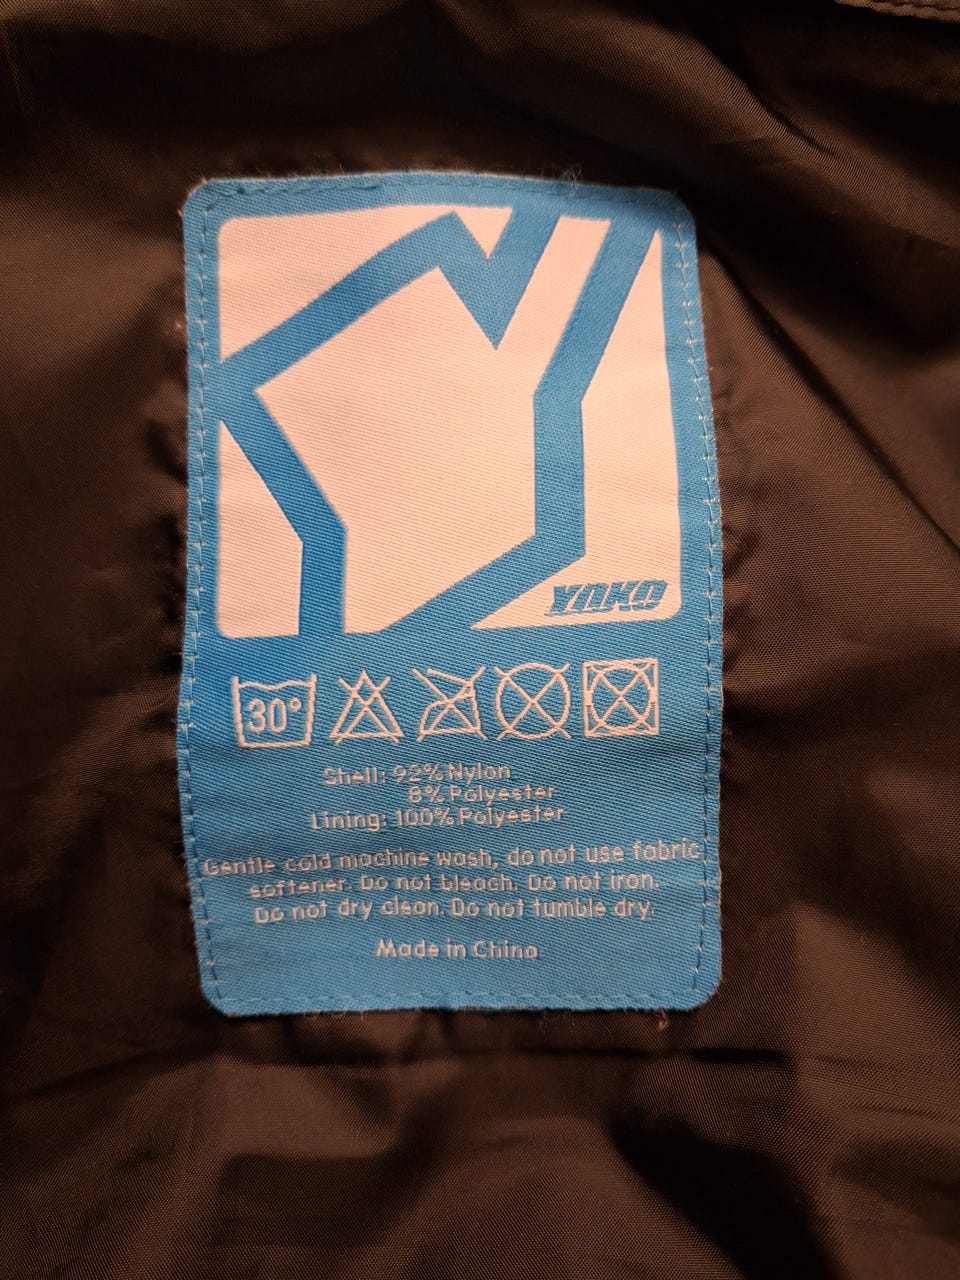 YNKO
30°
Shell: 92% Nylon
8% Polyester
Lining: 100% Polyester
Gentle cold machine wash, do not use fabric
softener. Do not bleach. Do not iron.
Do not dry clean. Do not tumble dry.
Made in China